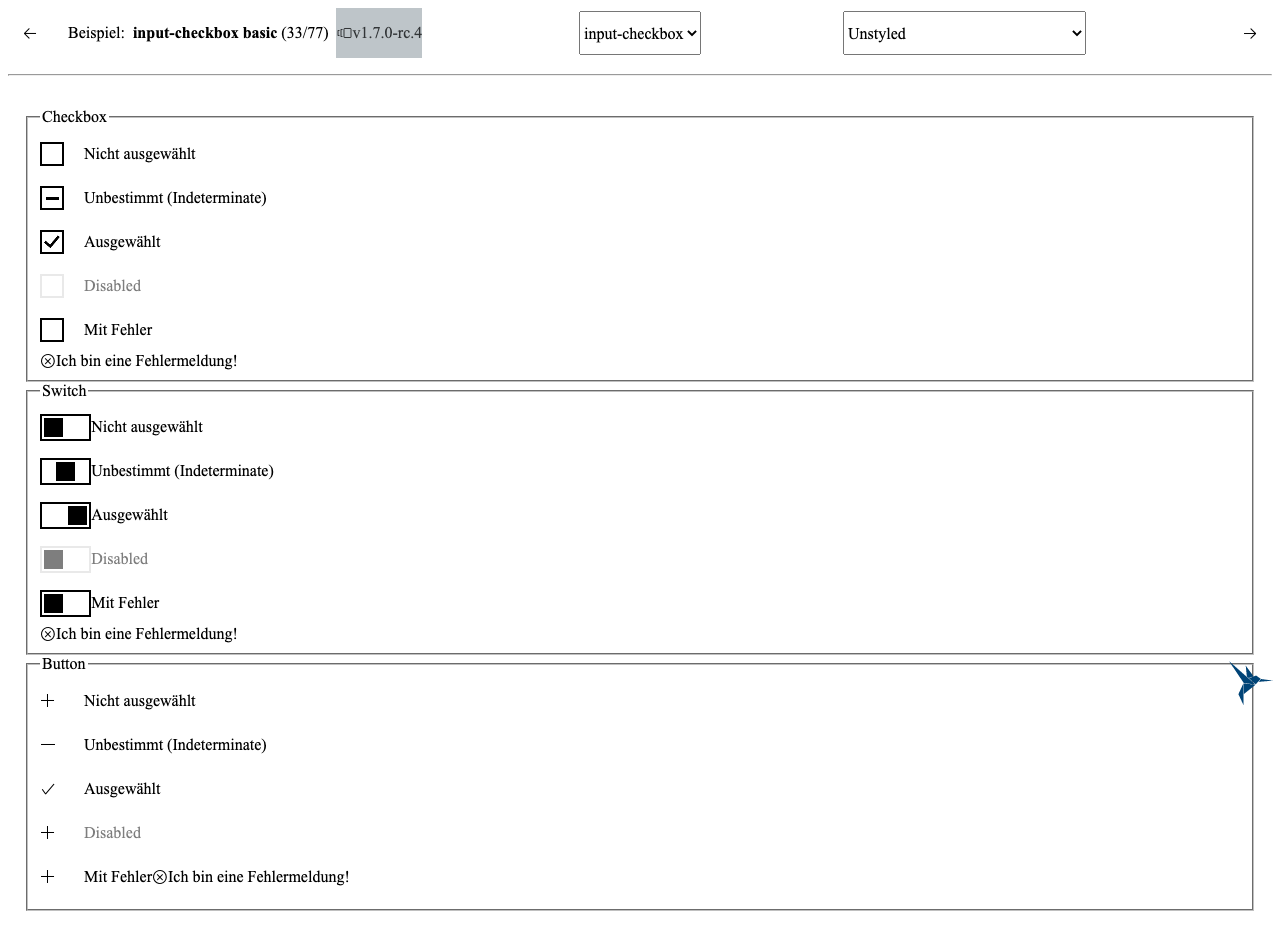 Beispiel: input-checkbox basic (33/77) v1.7.0-rc.4 input-checkbox Unstyled
Checkbox
Nicht ausgewählt
Unbestimmt (Indeterminate)
Ausgewählt
Disabled
Mit Fehler
Ich bin eine Fehlermeldung!
Switch
Nicht ausgewählt
Unbestimmt (Indeterminate)
Ausgewählt
Disabled
Mit Fehler
Ich bin eine Fehlermeldung!
Button
Nicht ausgewählt
Unbestimmt (Indeterminate)
Ausgewählt
Disabled
Mit Fehler Ich bin eine Fehlermeldung!